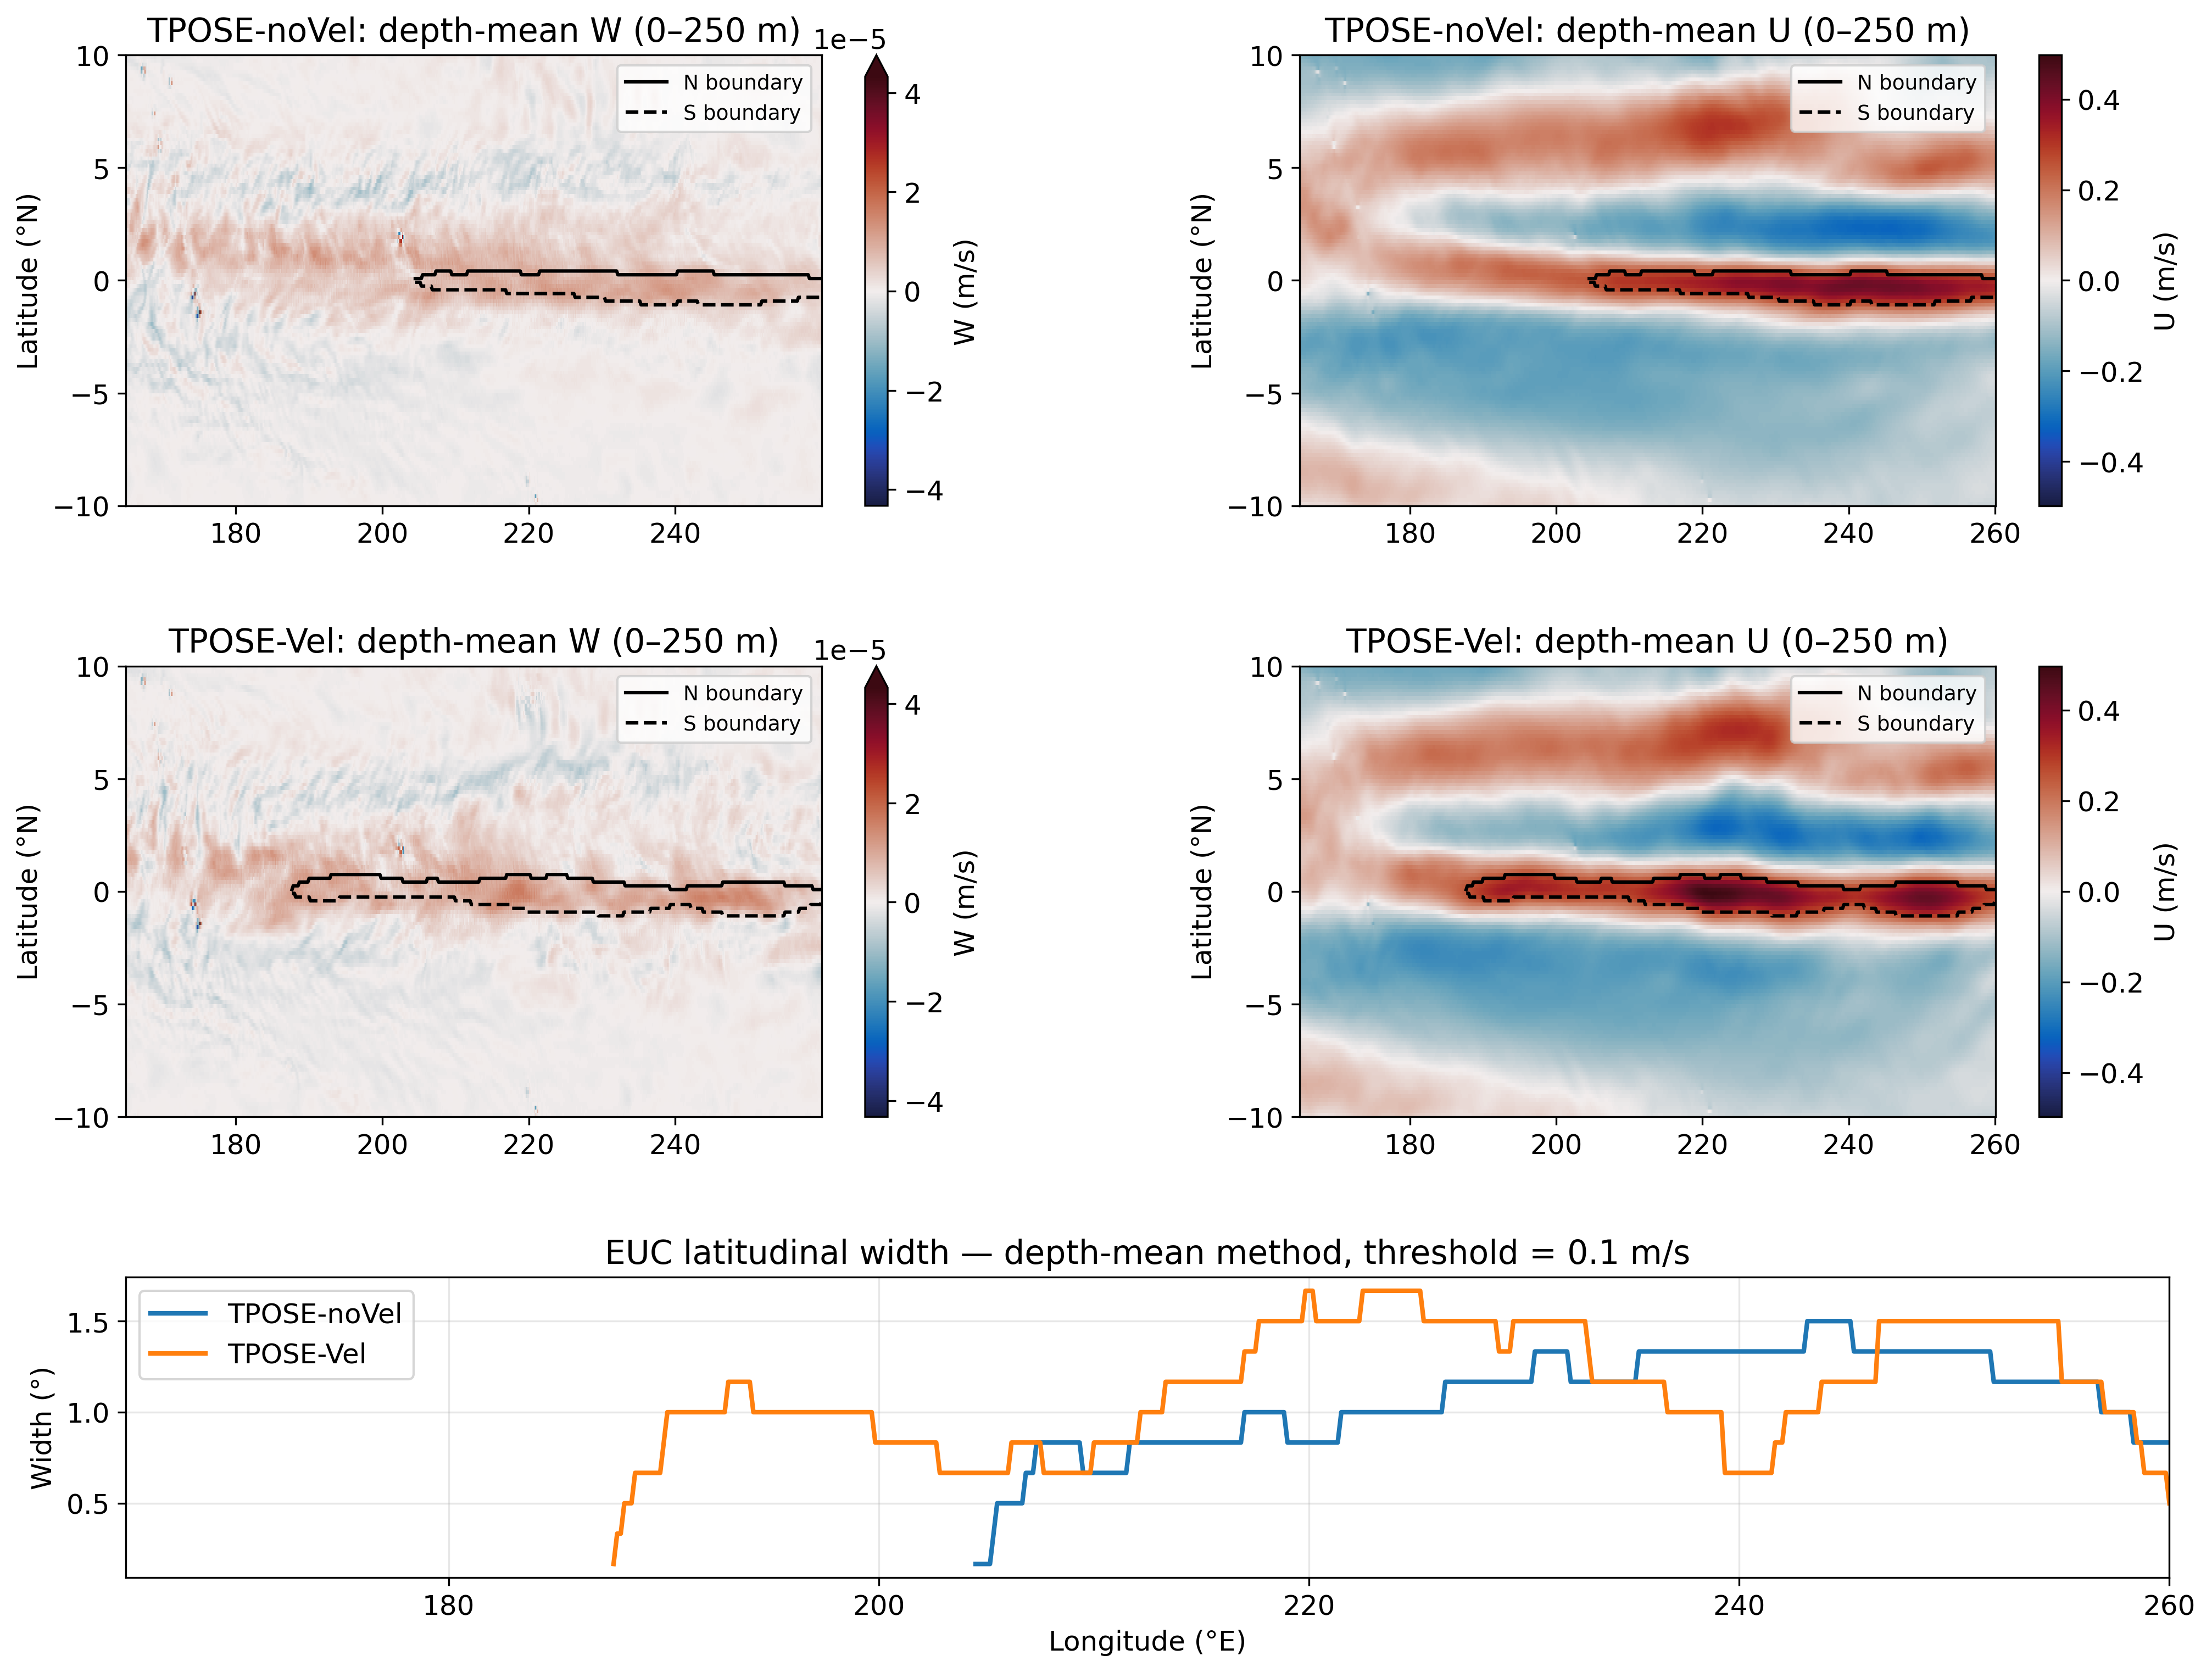 TPOSE-noVel: depth-mean W (0–250 m)
1e−5
10
5
0
−5
−10
Latitude (°N)
N boundary
S boundary
180
200
220
240
4
2
0
−2
−4
W (m/s)
TPOSE-noVel: depth-mean U (0–250 m)
10
5
0
−5
−10
Latitude (°N)
N boundary
S boundary
180
200
220
240
260
0.4
0.2
0.0
−0.2
−0.4
U (m/s)
TPOSE-Vel: depth-mean W (0–250 m)
1e−5
10
5
0
−5
−10
Latitude (°N)
N boundary
S boundary
180
200
220
240
4
2
0
−2
−4
W (m/s)
TPOSE-Vel: depth-mean U (0–250 m)
10
5
0
−5
−10
Latitude (°N)
N boundary
S boundary
180
200
220
240
260
0.4
0.2
0.0
−0.2
−0.4
U (m/s)
EUC latitudinal width — depth-mean method, threshold = 0.1 m/s
TPOSE-noVel
TPOSE-Vel
1.5
1.0
0.5
Width (°)
180
200
220
240
260
Longitude (°E)